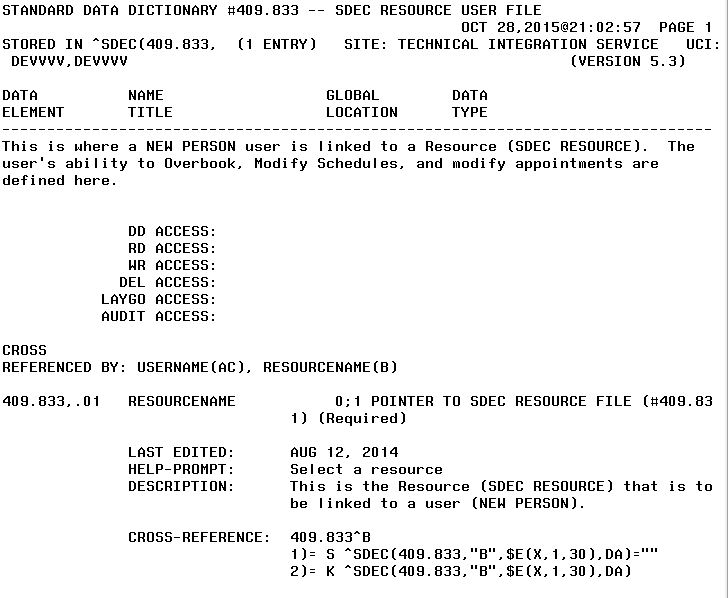 STANDARD DATA DICTIONARY #409.833 -- SDEC RESOURCE USER FILE
OCT 28,2015@21:02:57  PAGE 1
STORED IN ^SDEC(409.833,  (1 ENTRY)   SITE: TECHNICAL INTEGRATION SERVICE   UCI:
DEVVVV,DEVVVV                                                 (VERSION 5.3)
DATA          NAME                  GLOBAL        DATA
ELEMENT       TITLE                 LOCATION      TYPE
-------------------------------------------------------------------------------
This is where a NEW PERSON user is linked to a Resource (SDEC RESOURCE).  The
user's ability to Overbook, Modify Schedules, and modify appointments are
defined here.
DD ACCESS:
RD ACCESS:
WR ACCESS:
DEL ACCESS:
LAYGO ACCESS:
AUDIT ACCESS:
CROSS
REFERENCED BY: USERNAME(AC), RESOURCENAME(B)
409.833,.01   RESOURCENAME           0;1 POINTER TO SDEC RESOURCE FILE (#409.83
1) (Required)
LAST EDITED:      AUG 12, 2014
HELP-PROMPT:      Select a resource
DESCRIPTION:      This is the Resource (SDEC RESOURCE) that is to
be linked to a user (NEW PERSON).
CROSS-REFERENCE:  409.833^B
1)= S ^SDEC(409.833,"B",$E(X,1,30),DA)=""
2)= K ^SDEC(409.833,"B",$E(X,1,30),DA)